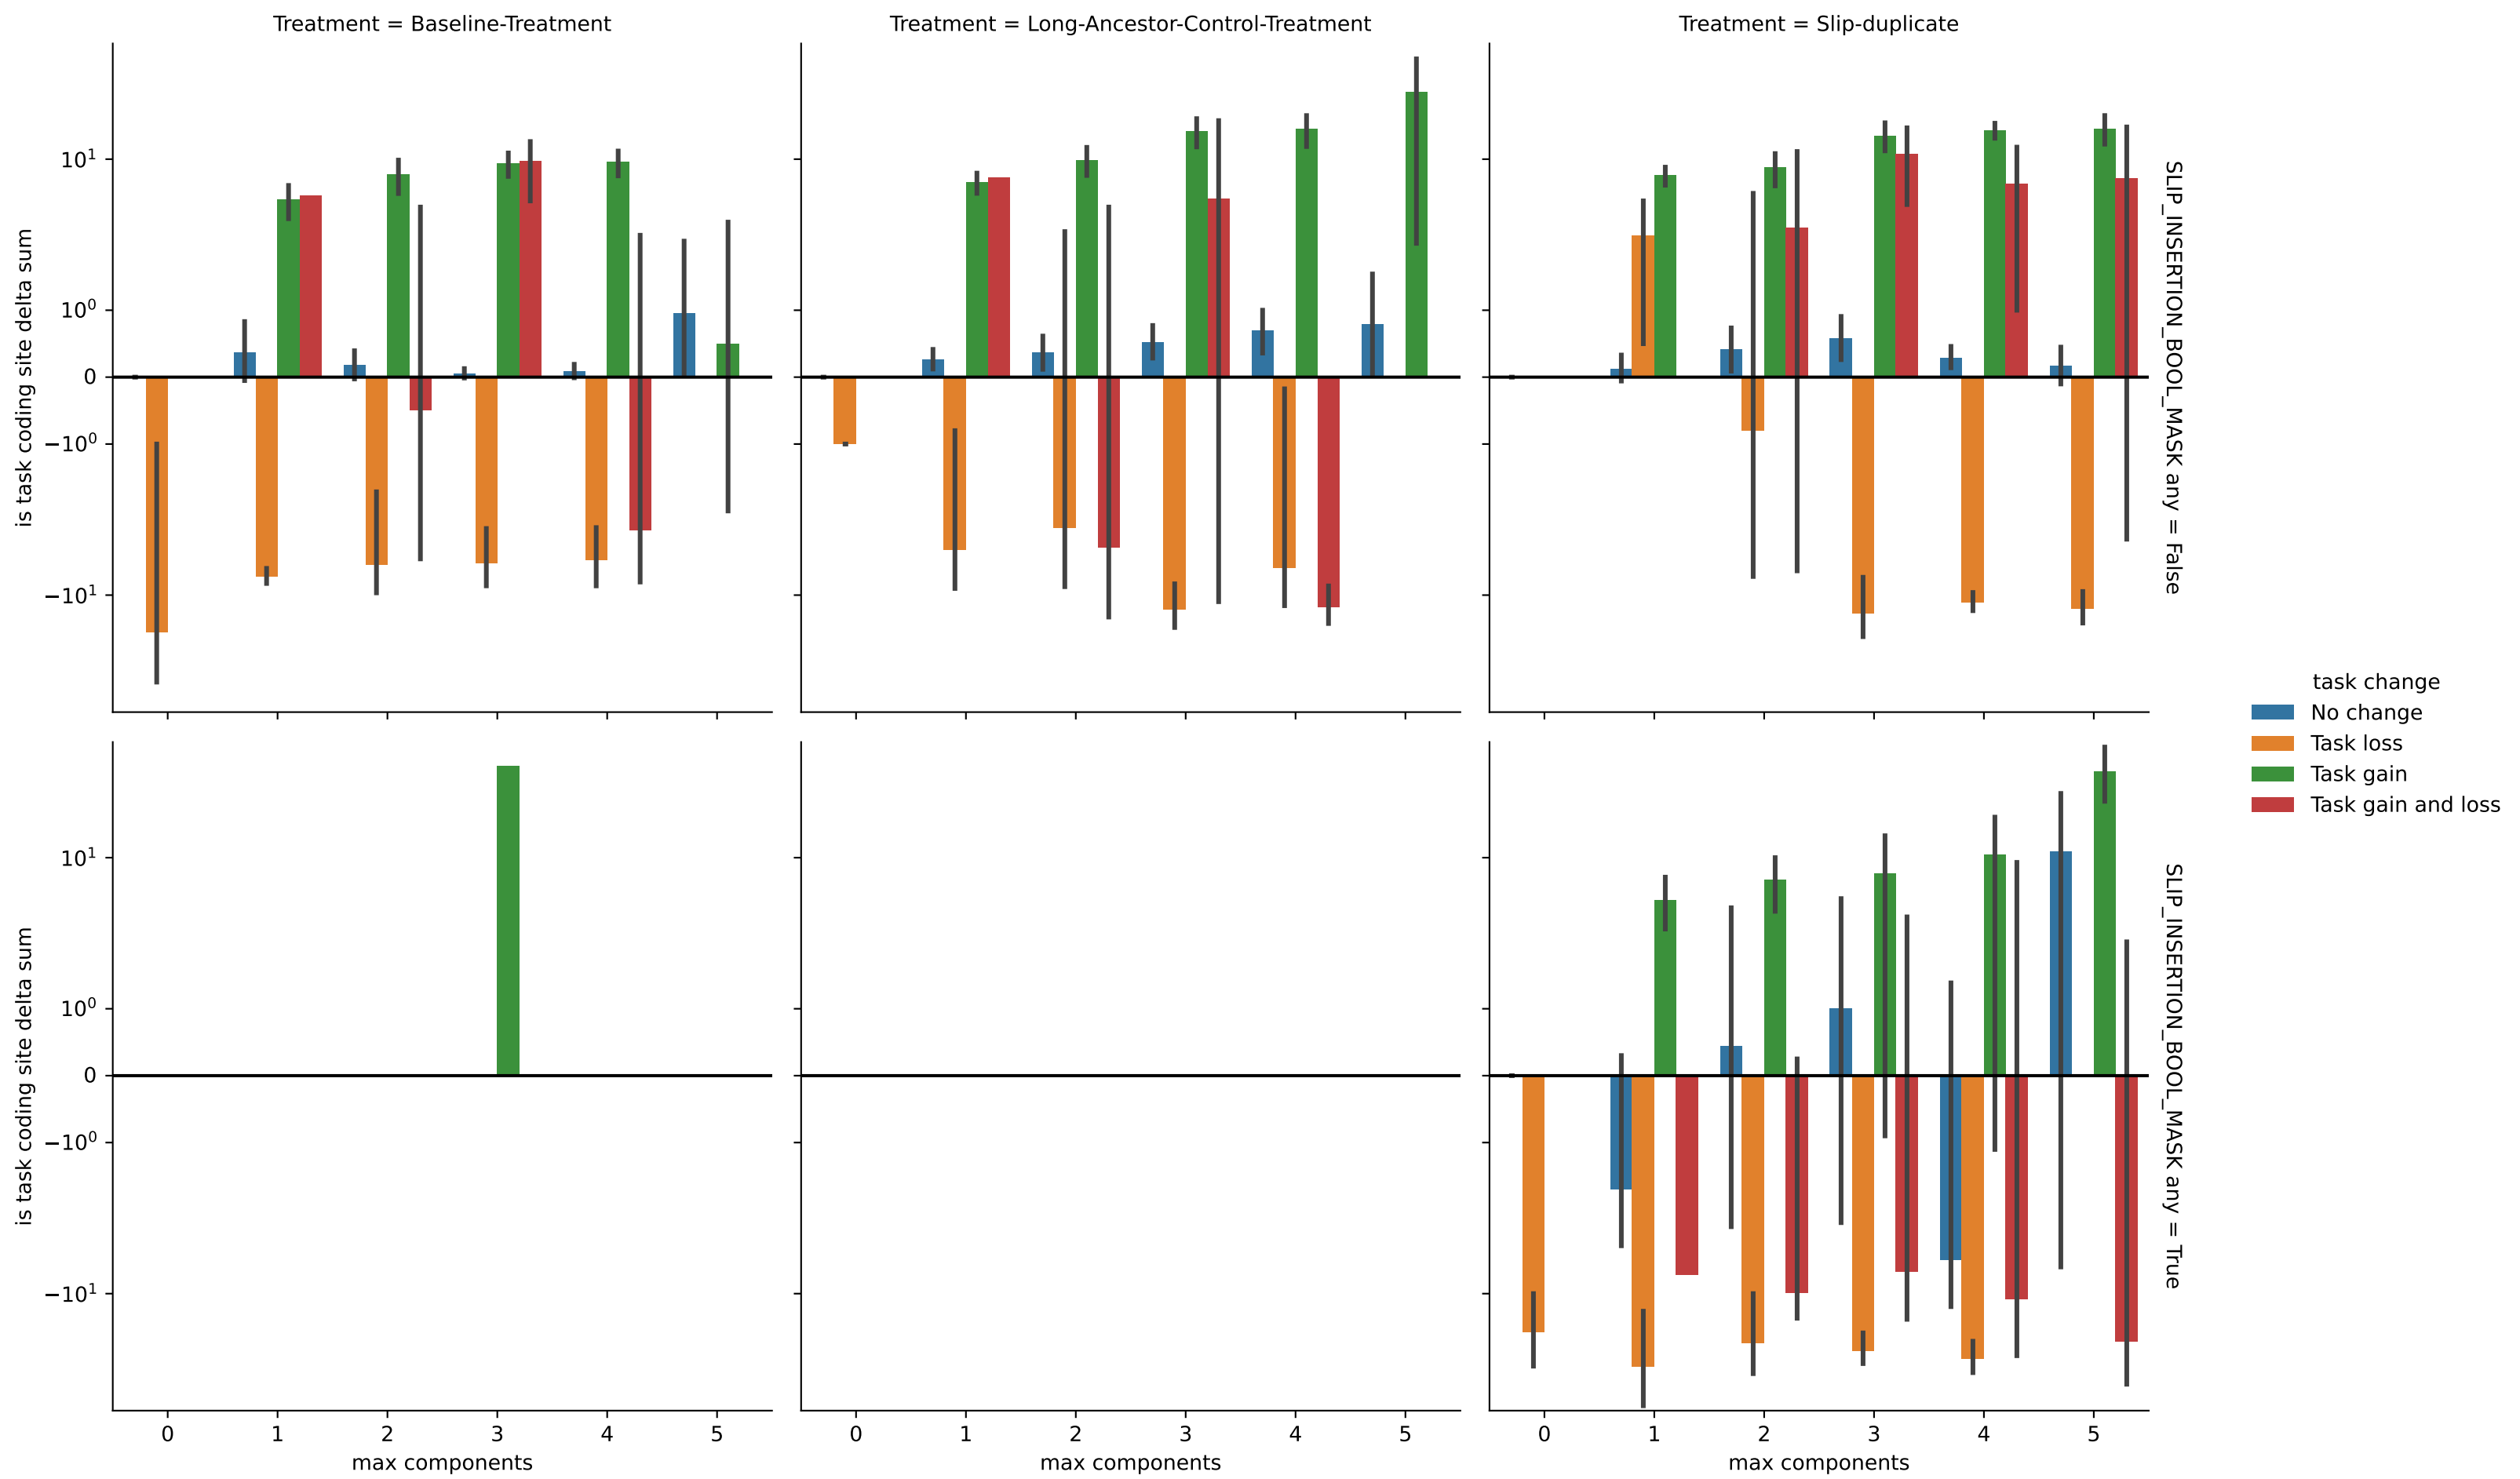 Treatment = Baseline-Treatment
Treatment = Long-Ancestor-Control-Treatment
Treatment = Slip-duplicate
is task coding site delta sum
10¹
10⁰
0
−10⁰
−10¹
SLIP_INSERTION_BOOL_MASK any = False
task change
No change
Task loss
Task gain
Task gain and loss
is task coding site delta sum
10¹
10⁰
0
−10⁰
−10¹
SLIP_INSERTION_BOOL_MASK any = True
0 1 2 3 4 5
0 1 2 3 4 5
0 1 2 3 4 5
max components
max components
max components